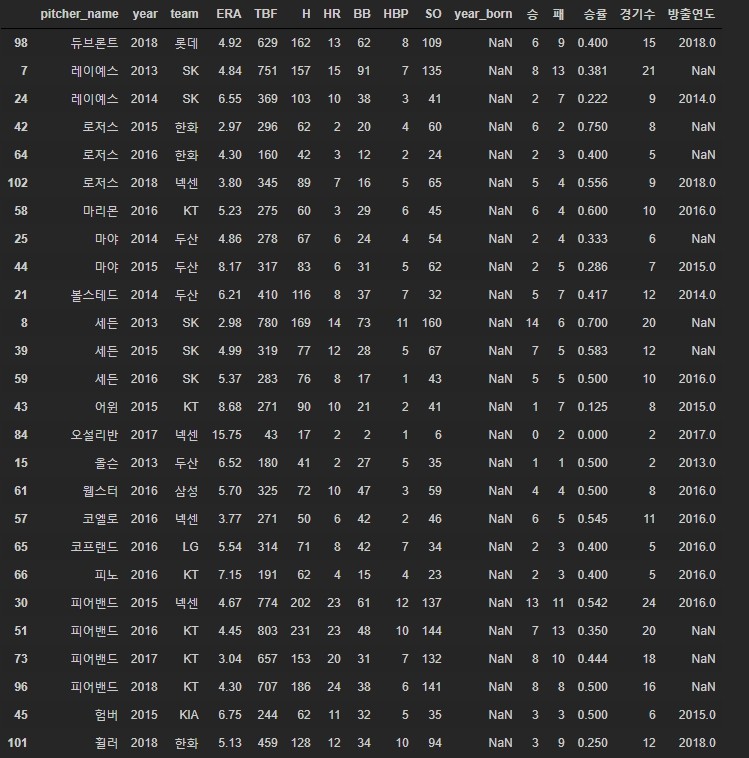 pitcher_name year team ERA TBF H HR BB HBP SO year_born 승 패 승률 경기수 방출연도
98 듀브론트 2018 롯데 4.92 629 162 13 62 8 109 NaN 6 9 0.400 15 2018.0
7 레이예스 2013 SK 4.84 751 157 15 91 7 135 NaN 8 13 0.381 21 NaN
24 레이예스 2014 SK 6.55 369 103 10 38 3 41 NaN 2 7 0.222 9 2014.0
42 로저스 2015 한화 2.97 296 62 2 20 4 60 NaN 6 2 0.750 8 NaN
64 로저스 2016 한화 4.30 160 42 3 12 2 24 NaN 2 3 0.400 5 NaN
102 로저스 2018 넥센 3.80 345 89 7 16 5 65 NaN 5 4 0.556 9 2018.0
58 마리몬 2016 KT 5.23 275 60 3 29 6 45 NaN 6 4 0.600 10 2016.0
25 마야 2014 두산 4.86 278 67 6 24 4 54 NaN 2 4 0.333 6 NaN
44 마야 2015 두산 8.17 317 83 6 31 5 62 NaN 2 5 0.286 7 2015.0
21 볼스테드 2014 두산 6.21 410 116 8 37 7 32 NaN 5 7 0.417 12 2014.0
8 세든 2013 SK 2.98 780 169 14 73 11 160 NaN 14 6 0.700 20 NaN
39 세든 2015 SK 4.99 319 77 12 28 5 67 NaN 7 5 0.583 12 NaN
59 세든 2016 SK 5.37 283 76 8 17 1 43 NaN 5 5 0.500 10 2016.0
43 어윈 2015 KT 8.68 271 90 10 21 2 41 NaN 1 7 0.125 8 2015.0
84 오설리반 2017 넥센 15.75 43 17 2 2 1 6 NaN 0 2 0.000 2 2017.0
15 올슨 2013 두산 6.52 180 41 2 27 5 35 NaN 1 1 0.500 2 2013.0
61 웹스터 2016 삼성 5.70 325 72 10 47 3 59 NaN 4 4 0.500 8 2016.0
57 코엘로 2016 넥센 3.77 271 50 6 42 2 46 NaN 6 5 0.545 11 2016.0
65 코프랜드 2016 LG 5.54 314 71 8 42 7 34 NaN 2 3 0.400 5 2016.0
66 피노 2016 KT 7.15 191 62 4 15 4 23 NaN 2 3 0.400 5 2016.0
30 피어밴드 2015 넥센 4.67 774 202 23 61 12 137 NaN 13 11 0.542 24 2016.0
51 피어밴드 2016 KT 4.45 803 231 23 48 10 144 NaN 7 13 0.350 20 NaN
73 피어밴드 2017 KT 3.04 657 153 20 31 7 132 NaN 8 10 0.444 18 NaN
96 피어밴드 2018 KT 4.30 707 186 24 38 6 141 NaN 8 8 0.500 16 NaN
45 험버 2015 KIA 6.75 244 62 11 32 5 35 NaN 3 3 0.500 6 2015.0
101 휠러 2018 한화 5.13 459 128 12 34 10 94 NaN 3 9 0.250 12 2018.0